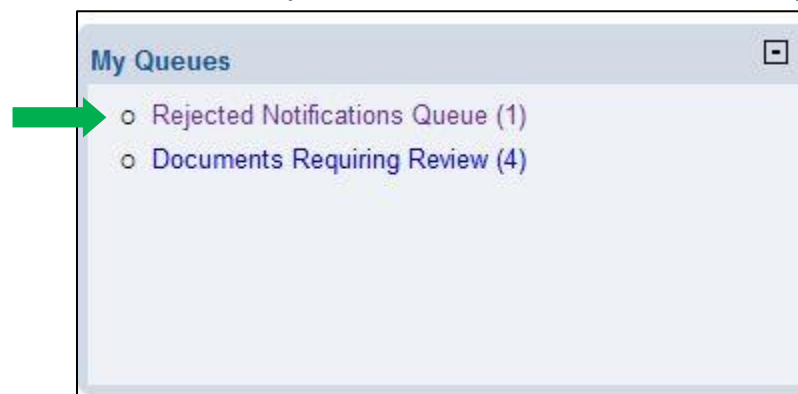 My Queues
Rejected Notifications Queue (1)
Documents Requiring Review (4)